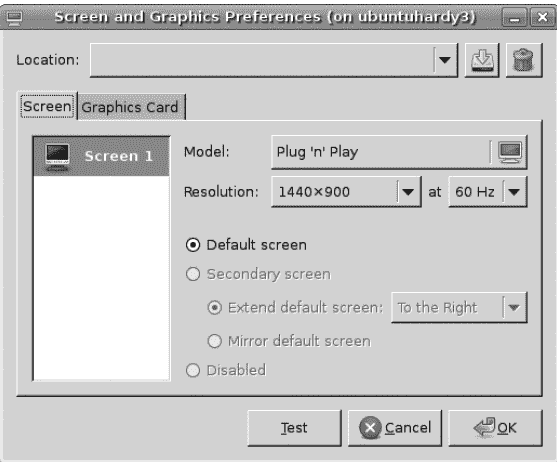 Screen and Graphics Preferences (on ubuntuhardy3)
Location:
Screen Graphics Card
Screen 1
Model: Plug 'n' Play
Resolution: 1440×900 at 60 Hz
Default screen
Secondary screen
Extend default screen: To the Right
Mirror default screen
Disabled
Test Cancel OK